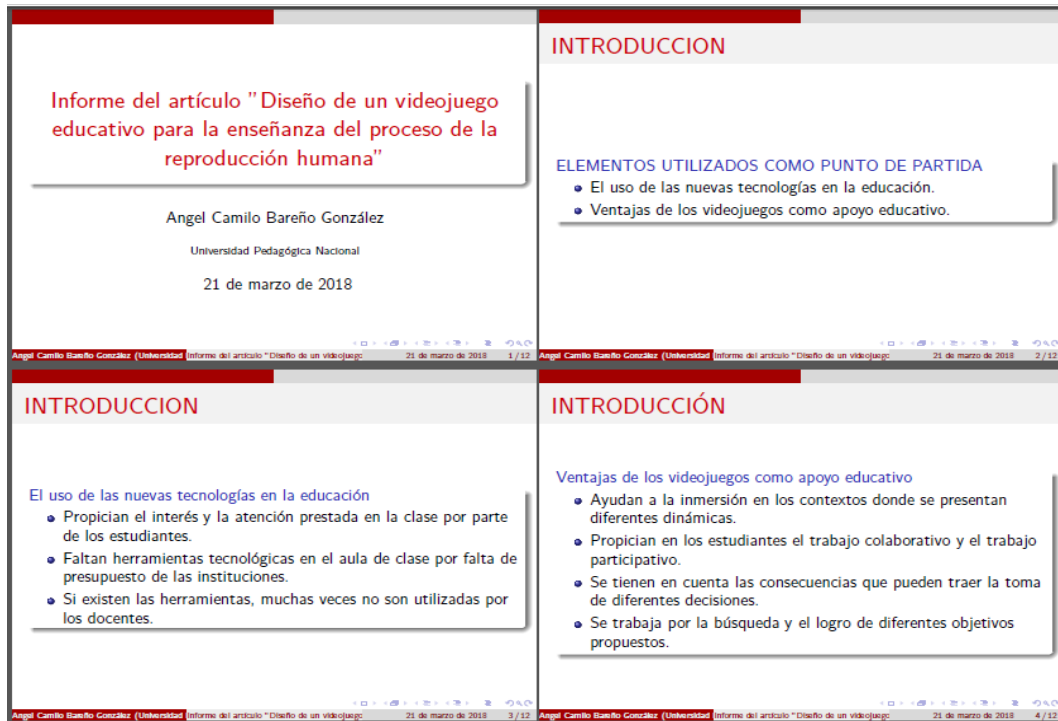 Informe del artículo "Diseño de un videojuego
educativo para la enseñanza del proceso de la
reproducción humana"
Angel Camilo Bareño González
Universidad Pedagógica Nacional
21 de marzo de 2018
Angel Camilo Bareño González (Universidad Informe del artículo "Diseño de un videojuego 21 de marzo de 2018 1 / 12
INTRODUCCION
ELEMENTOS UTILIZADOS COMO PUNTO DE PARTIDA
El uso de las nuevas tecnologías en la educación.
Ventajas de los videojuegos como apoyo educativo.
Angel Camilo Bareño González (Universidad Informe del artículo "Diseño de un videojuego 21 de marzo de 2018 2 / 12
INTRODUCCION
El uso de las nuevas tecnologías en la educación
Propician el interés y la atención prestada en la clase por parte
de los estudiantes.
Faltan herramientas tecnológicas en el aula de clase por falta de
presupuesto de las instituciones.
Si existen las herramientas, muchas veces no son utilizadas por
los docentes.
Angel Camilo Bareño González (Universidad Informe del artículo "Diseño de un videojuego 21 de marzo de 2018 3 / 12
INTRODUCCIÓN
Ventajas de los videojuegos como apoyo educativo
Ayudan a la inmersión en los contextos donde se presentan
diferentes dinámicas.
Propician en los estudiantes el trabajo colaborativo y el trabajo
participativo.
Se tienen en cuenta las consecuencias que pueden traer la toma
de diferentes decisiones.
Se trabaja por la búsqueda y el logro de diferentes objetivos
propuestos.
Angel Camilo Bareño González (Universidad Informe del artículo "Diseño de un videojuego 21 de marzo de 2018 4 / 12